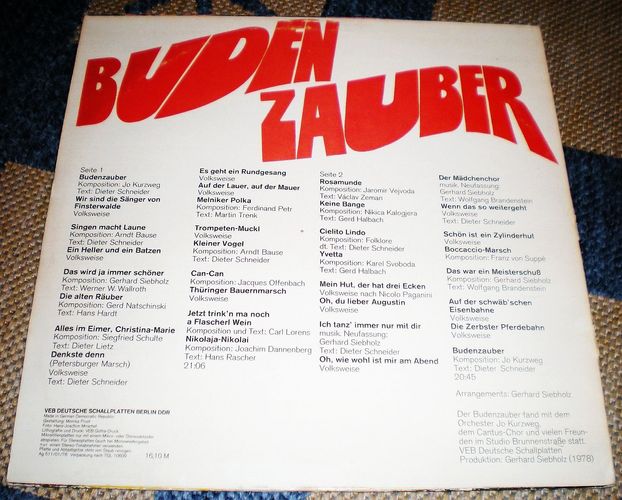 BUDEN
ZAUBER
Seite 1
Budenzauber
Komposition: Jo Kurzweg
Text: Dieter Schneider
Wir sind die Sänger von
Finsterwalde
Volksweise
Singen macht Laune
Komposition: Arndt Bause
Text: Dieter Schneider
Ein Heller und ein Batzen
Volksweise
Das wird ja immer schöner
Komposition: Gerhard Siebholz
Text: Werner W. Wallroth
Die alten Räuber
Komposition: Gerd Natschinski
Text: Hans Hardt
Alles im Eimer, Christina-Marie
Komposition: Siegfried Schulte
Text: Dieter Lietz
Denkste denn
(Petersburger Marsch)
Volksweise
Text: Dieter Schneider
Es geht ein Rundgesang
Volksweise
Auf der Lauer, auf der Mauer
Volksweise
Melniker Polka
Komposition: Ferdinand Petr
Text: Martin Trenk
Trompeten-Muckl
Volksweise
Kleiner Vogel
Komposition: Arndt Bause
Text: Dieter Schneider
Can-Can
Komposition: Jacques Offenbach
Thüringer Bauernmarsch
Volksweise
Jetzt trink'n ma noch
a Flascherl Wein
Komposition und Text: Carl Lorens
Nikolaja-Nikolai
Komposition: Joachim Dannenberg
Text: Hans Rascher
21:06
Seite 2
Rosamunde
Komposition: Jaromir Vejvoda
Text: Václav Zeman
Keine Bange
Komposition: Nikica Kalogjera
Text: Gerd Halbach
Cielito Lindo
Komposition: Folklore
dt. Text: Dieter Schneider
Yvetta
Komposition: Karel Svoboda
Text: Gerd Halbach
Mein Hut, der hat drei Ecken
Volksweise nach Nicolo Paganini
Oh, du lieber Augustin
Volksweise
Ich tanz' immer nur mit dir
musik. Neufassung:
Gerhard Siebholz
Text: Dieter Schneider
Oh, wie wohl ist mir am Abend
Volksweise
Der Mädchenchor
musik. Neufassung:
Gerhard Siebholz
Text: Wolfgang Brandenstein
Wenn das so weitergeht
Volksweise
Text: Dieter Schneider
Schön ist ein Zylinderhut
Volksweise
Boccaccio-Marsch
Komposition: Franz von Suppé
Das war ein Meisterschuß
Komposition: Gerhard Siebholz
Text: Wolfgang Brandenstein
Auf der schwäb'schen
Eisenbahne
Volksweise
Die Zerbster Pferdebahn
Volksweise
Budenzauber
Komposition: Jo Kurzweg
Text: Dieter Schneider
20:45
Arrangements: Gerhard Siebholz
Der Budenzauber fand mit dem
Orchester Jo Kurzweg,
dem Cantus-Chor und vielen Freun-
den im Studio Brunnenstraße statt.
VEB Deutsche Schallplatten
Produktion: Gerhard Siebholz (1978)
VEB DEUTSCHE SCHALLPLATTEN BERLIN DDR
Made in German Democratic Republic
Gestaltung: Monika
Foto: Hans-Joachim
Lithografie und Druck: VEB Gotha-Druck
16,10 M